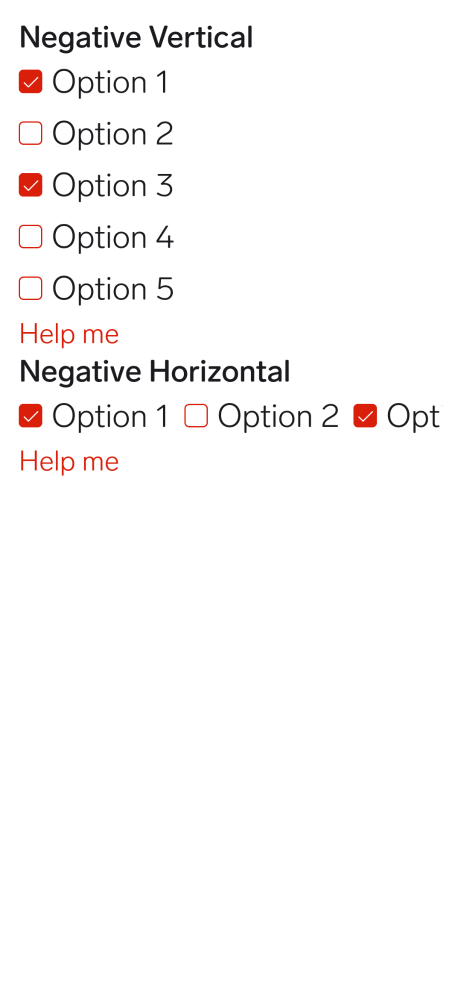 Negative Vertical
Option 1
Option 2
Option 3
Option 4
Option 5
Help me
Negative Horizontal
Option 1 Option 2 Opt
Help me